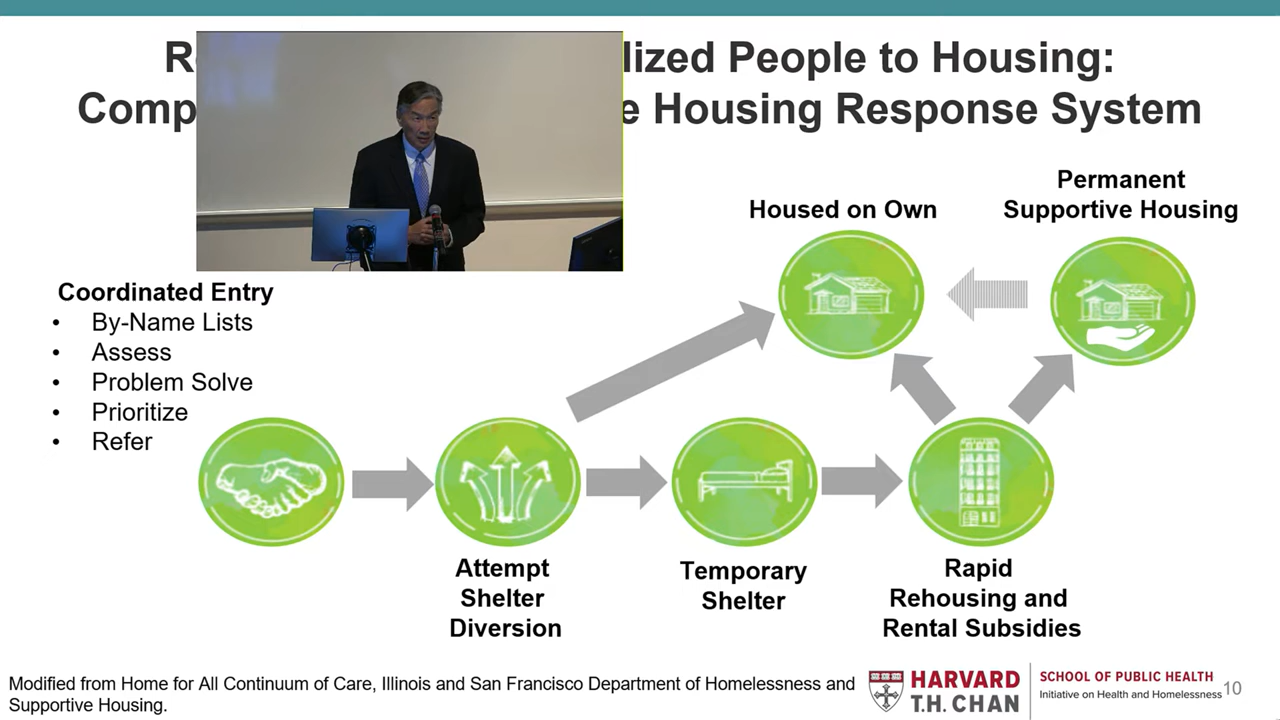 lized People to Housing:
Comp e Housing Response System
Permanent
Housed on Own Supportive Housing
Coordinated Entry
• By-Name Lists
• Assess
• Problem Solve
• Prioritize
• Refer
Attempt
Shelter
Diversion
Temporary
Shelter
Rapid
Rehousing and
Rental Subsidies
Modified from Home for All Continuum of Care, Illinois and San Francisco Department of Homelessness and
Supportive Housing.
HARVARD
T.H. CHAN
SCHOOL OF PUBLIC HEALTH
Initiative on Health and Homelessness
10